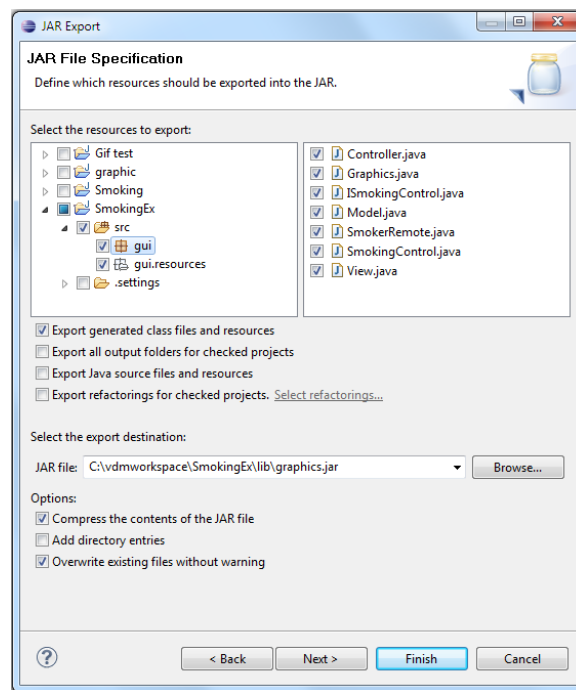 JAR Export
JAR File Specification
Define which resources should be exported into the JAR.
Select the resources to export:
Gif test
graphic
Smoking
SmokingEx
src
gui
gui.resources
.settings
Controller.java
Graphics.java
ISmokingControl.java
Model.java
SmokerRemote.java
SmokingControl.java
View.java
Export generated class files and resources
Export all output folders for checked projects
Export Java source files and resources
Export refactorings for checked projects. Select refactorings...
Select the export destination:
JAR file: C:\vdmworkspace\SmokingEx\lib\graphics.jar Browse...
Options:
Compress the contents of the JAR file
Add directory entries
Overwrite existing files without warning
? < Back Next > Finish Cancel